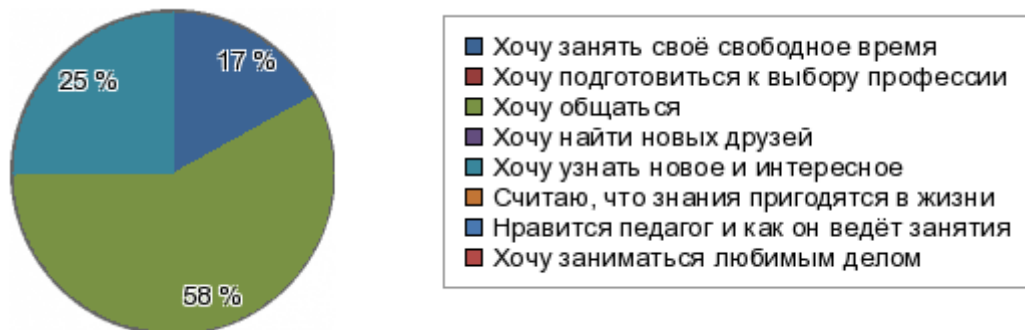 17 %
25 %
58 %
Хочу занять своё свободное время
Хочу подготовиться к выбору профессии
Хочу общаться
Хочу найти новых друзей
Хочу узнать новое и интересное
Считаю, что знания пригодятся в жизни
Нравится педагог и как он ведёт занятия
Хочу заниматься любимым делом